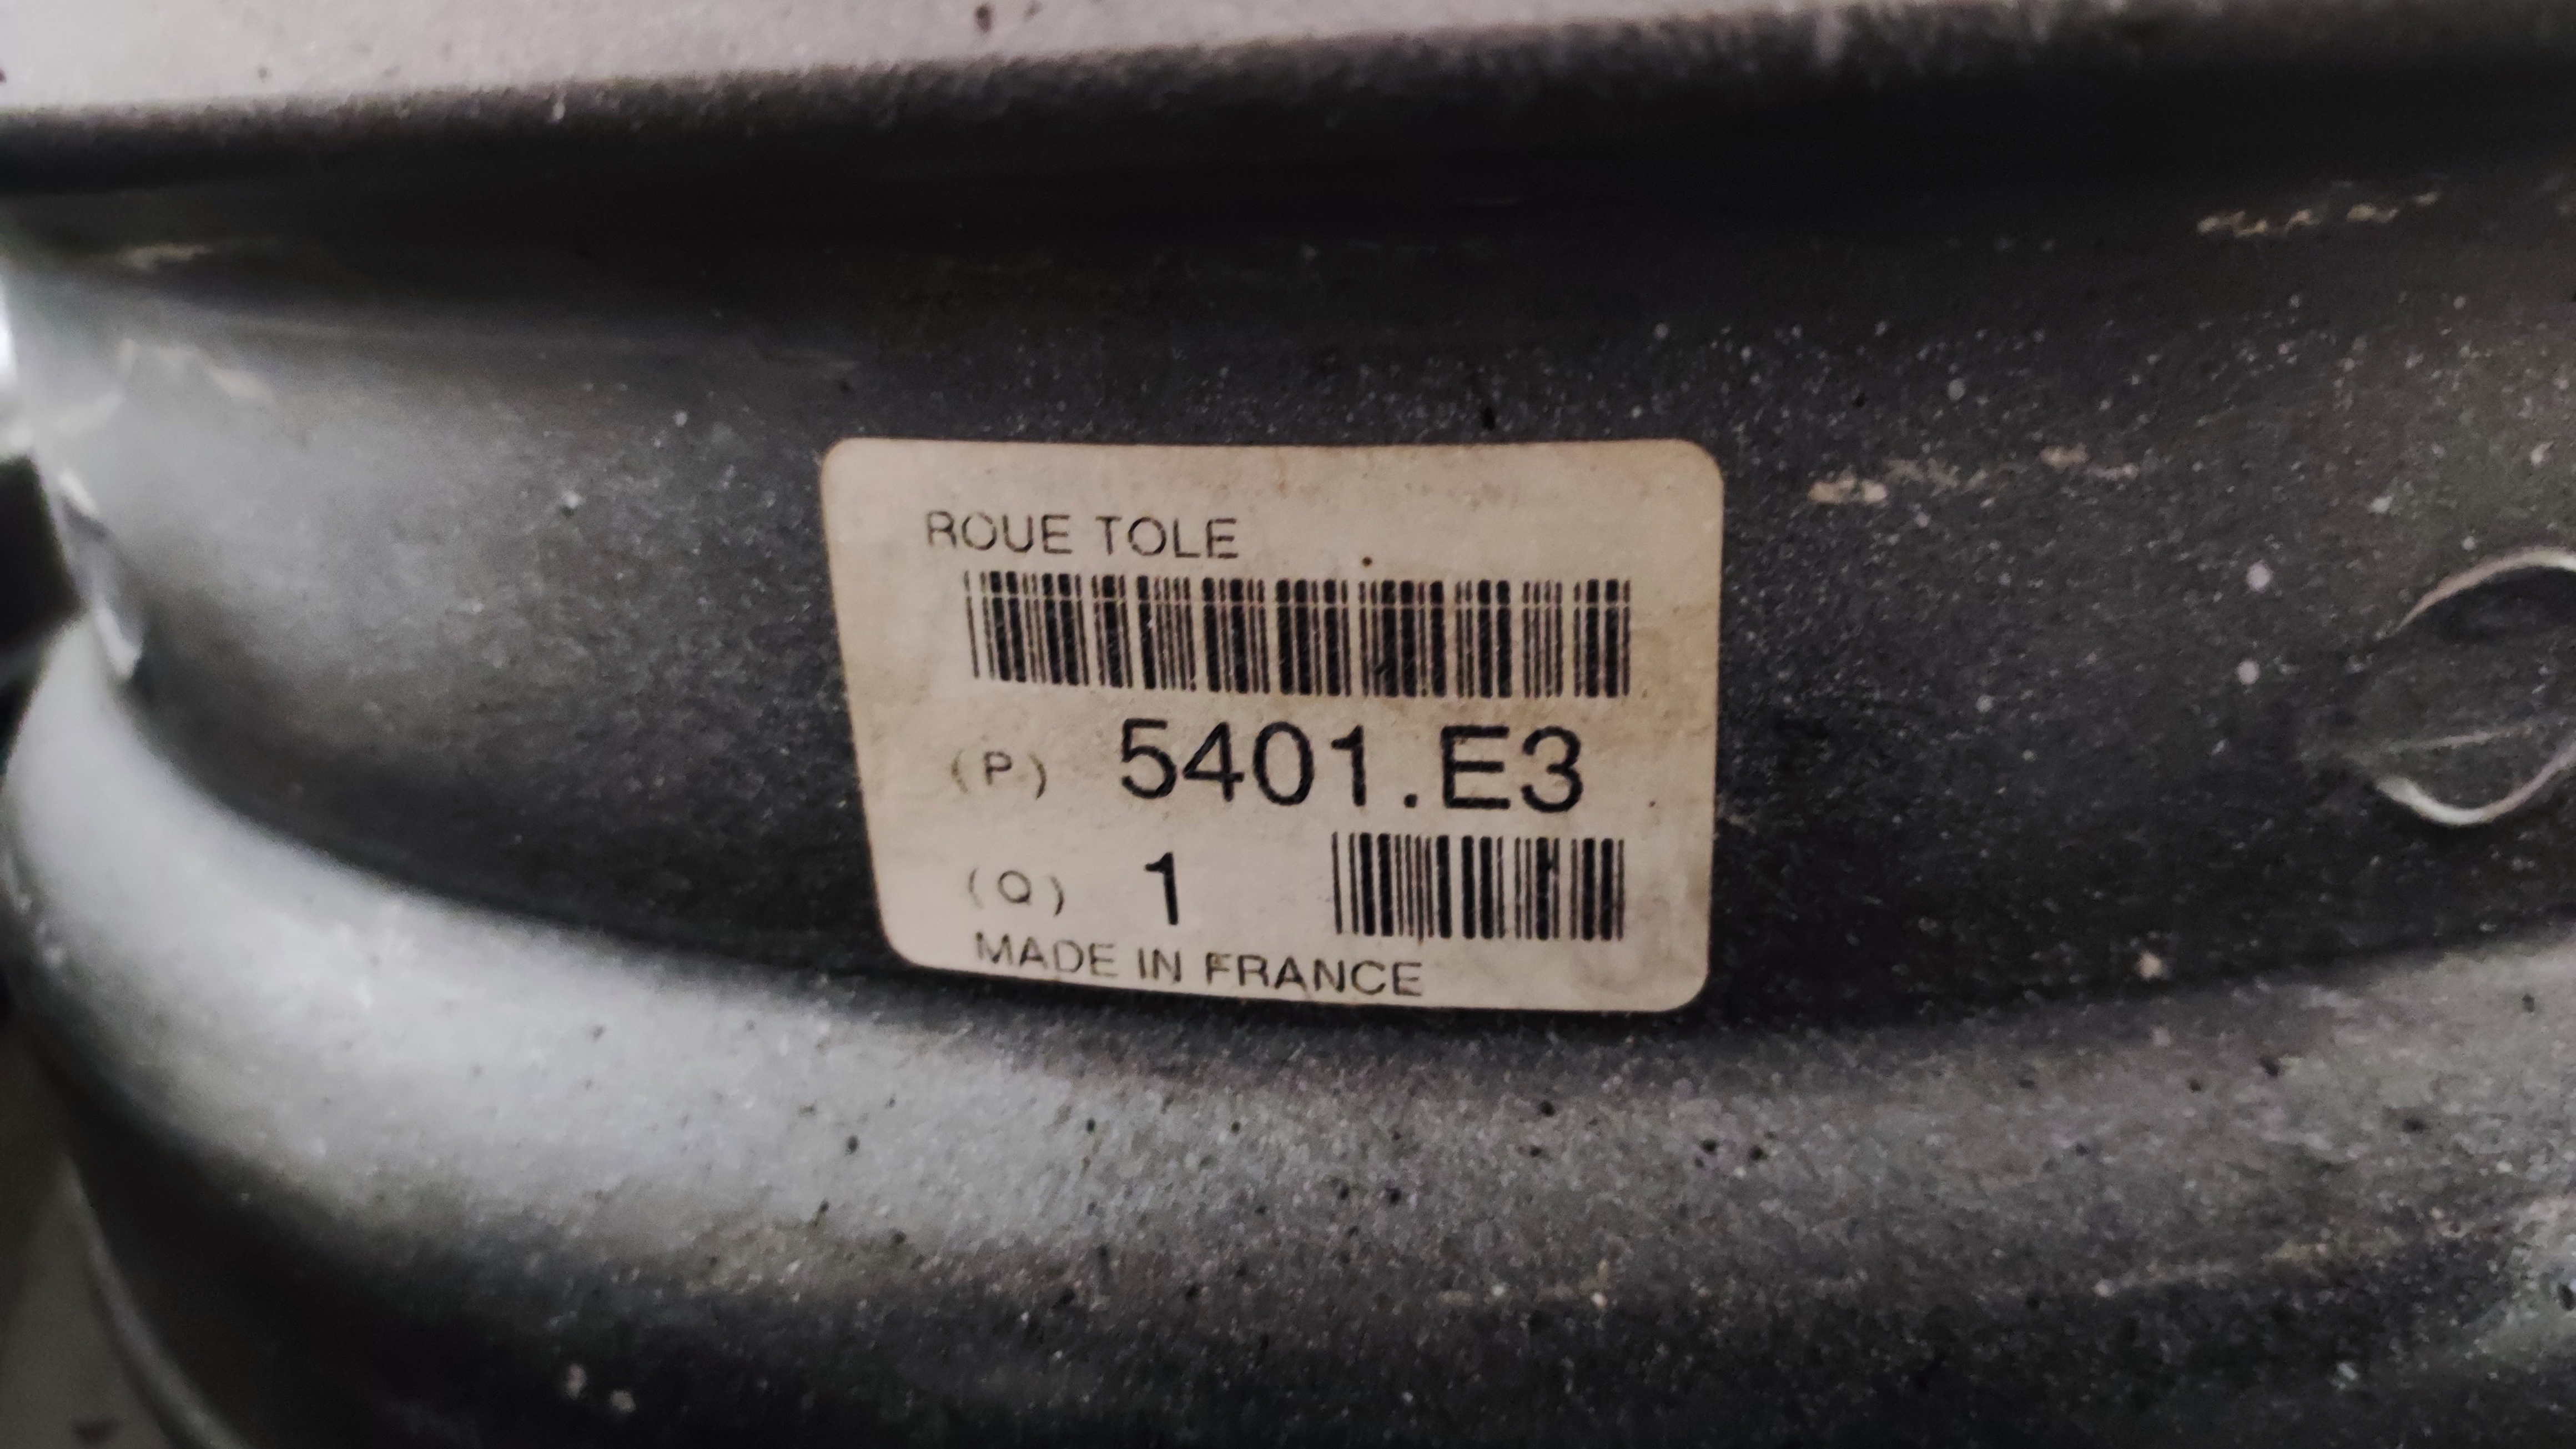 ROUE TOLE
(P) 5401.E3
(Q) 1
MADE IN FRANCE